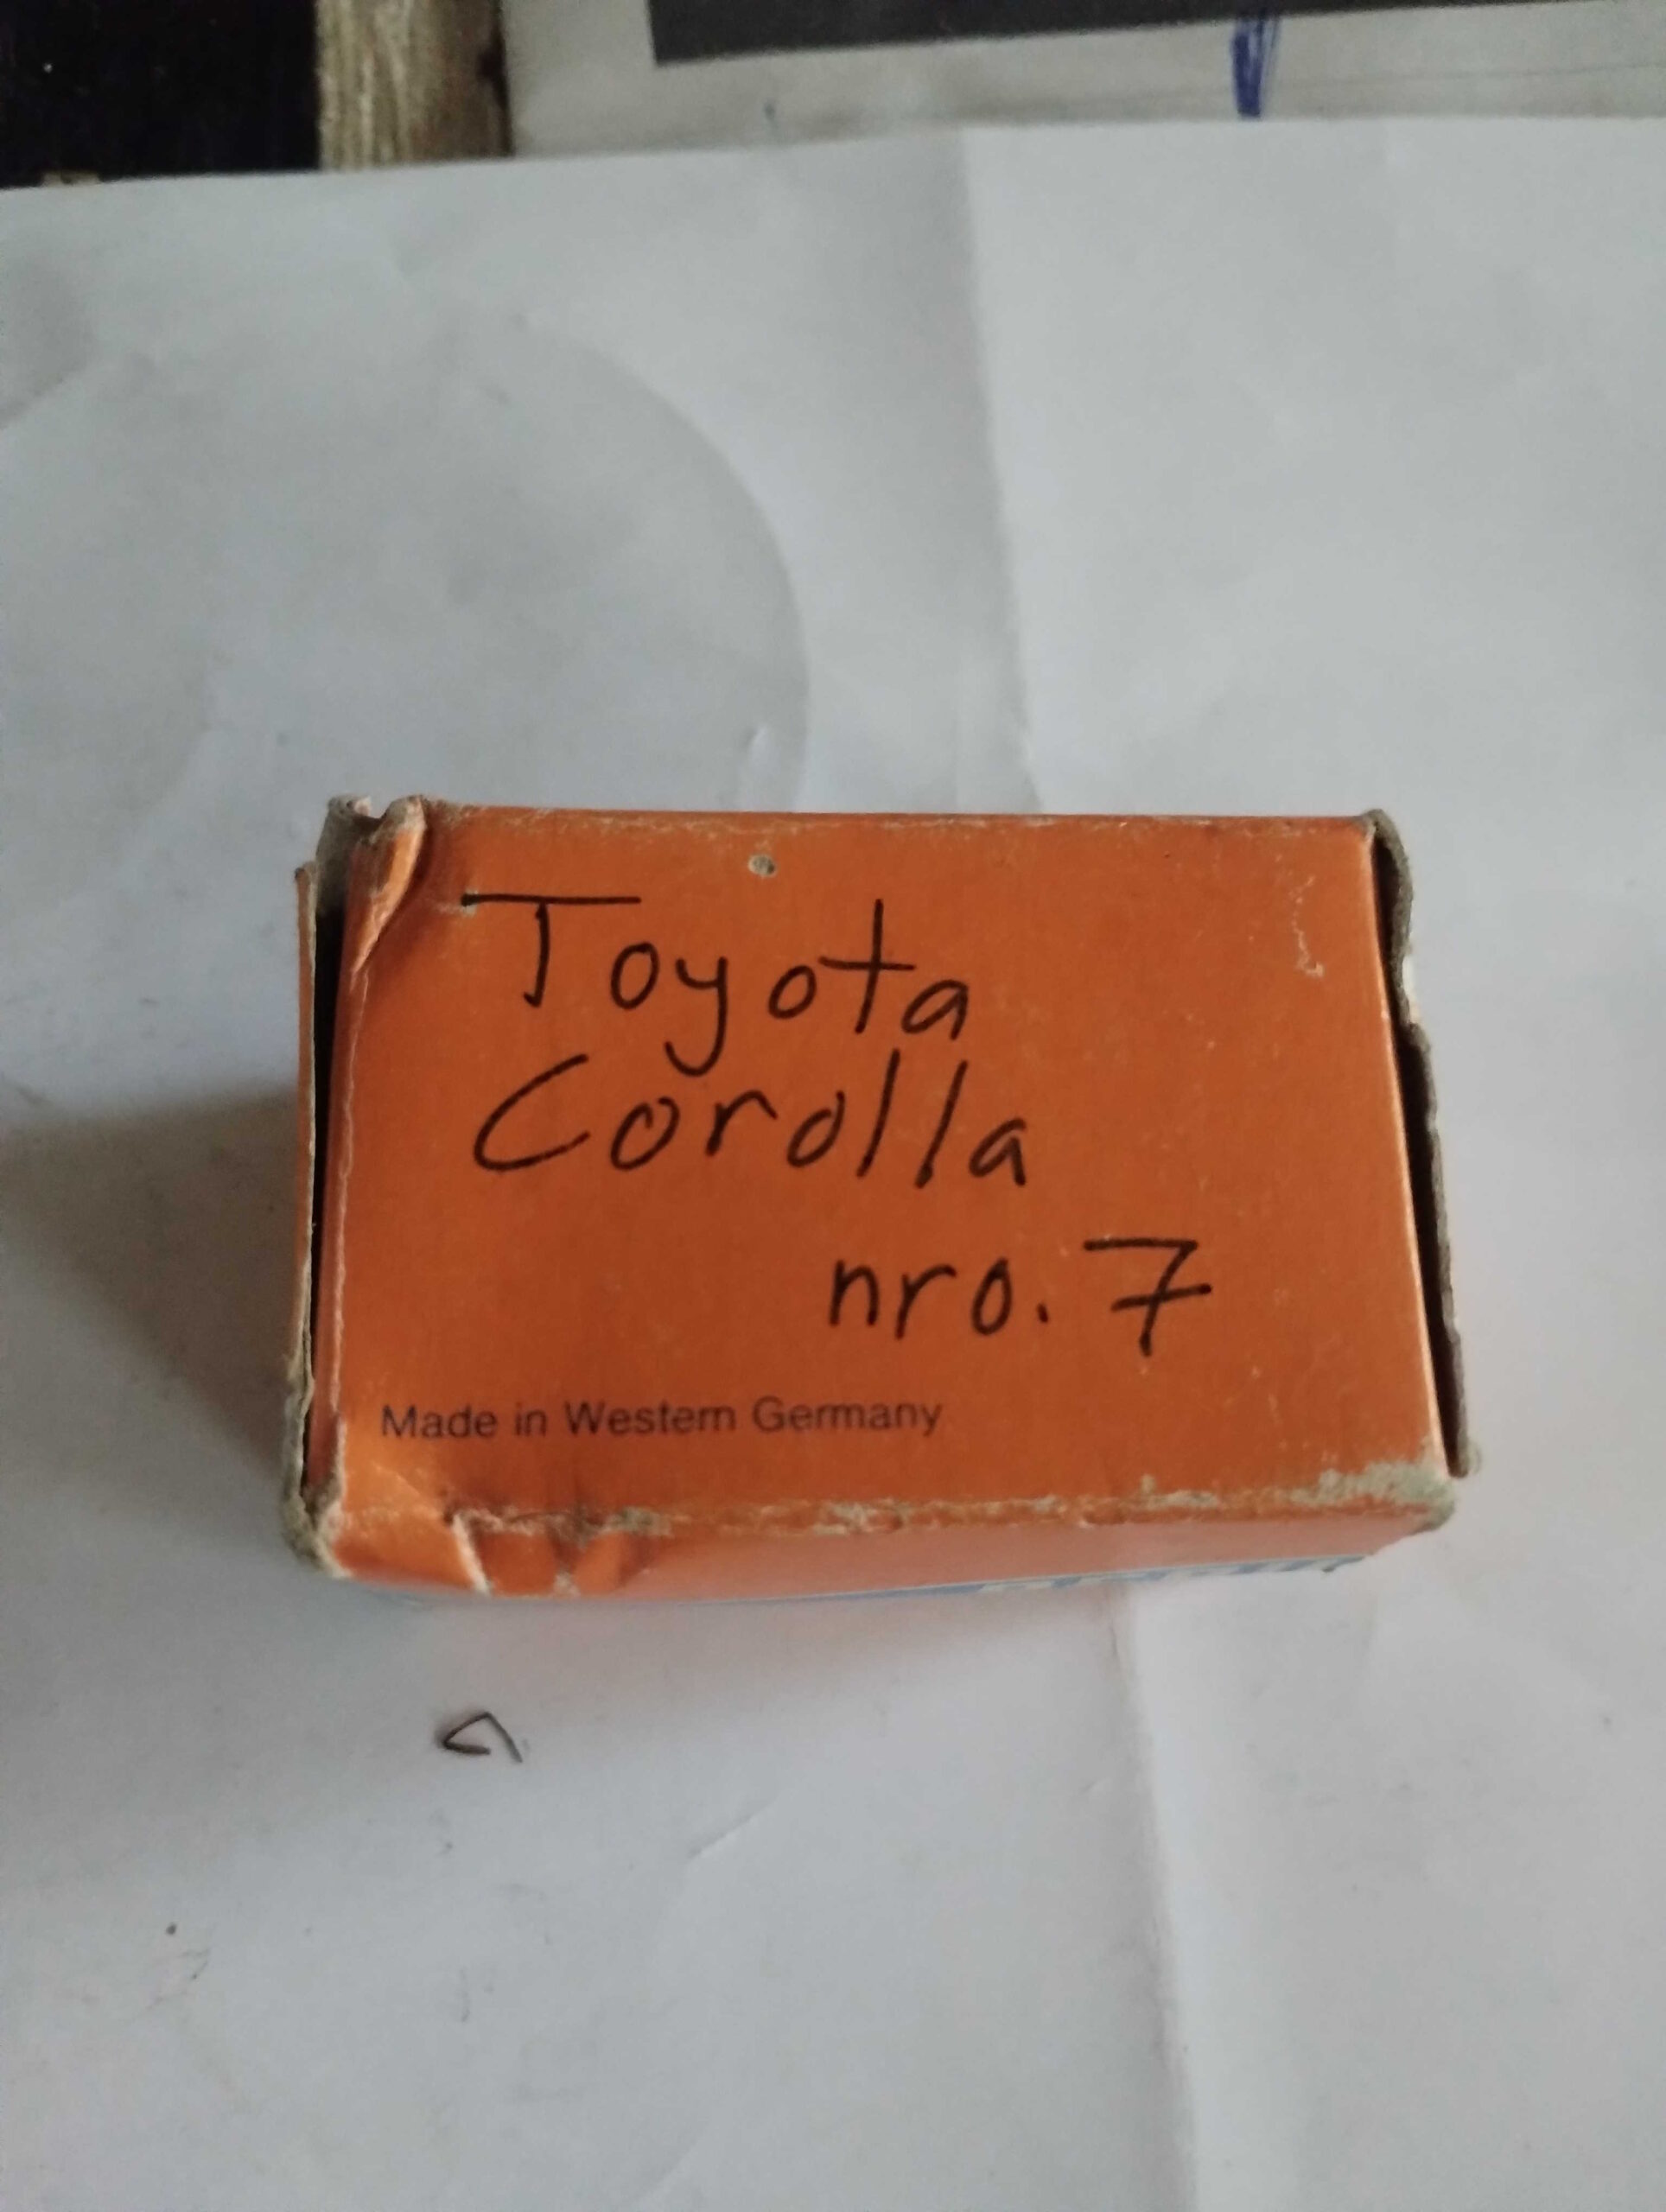 Toyota
Corolla
nro. 7
Made in Western Germany